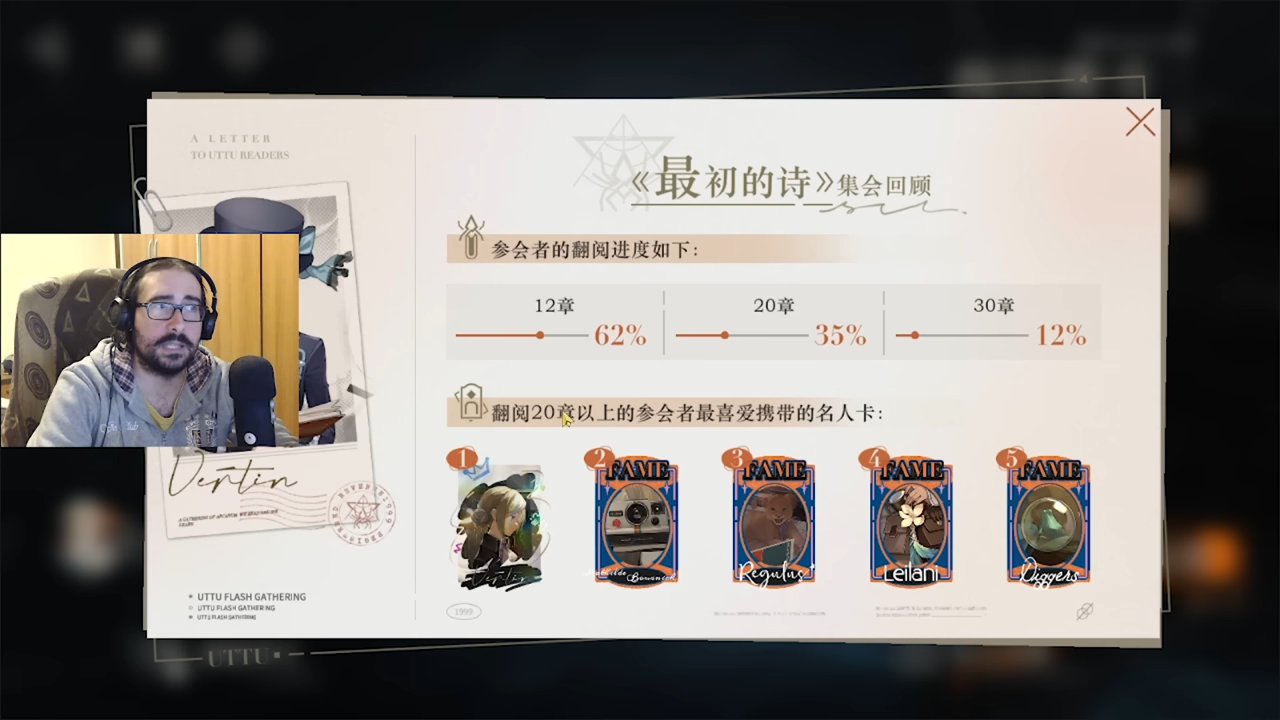 A LETTER
TO UTTU READERS
《最初的诗》集会回顾
参会者的翻阅进度如下：
12章
62%
20章
35%
30章
12%
翻阅20章以上的参会者最喜爱携带的名人卡：
1
Vertin
2
FAME
3
FAME
Regulus
4
FAME
Leilani
5
FAME
Diggers
Vertin
UTTU FLASH GATHERING
UTTU FLASH GATHERING
UTTU FLASH GATHERING
1999
UTTU